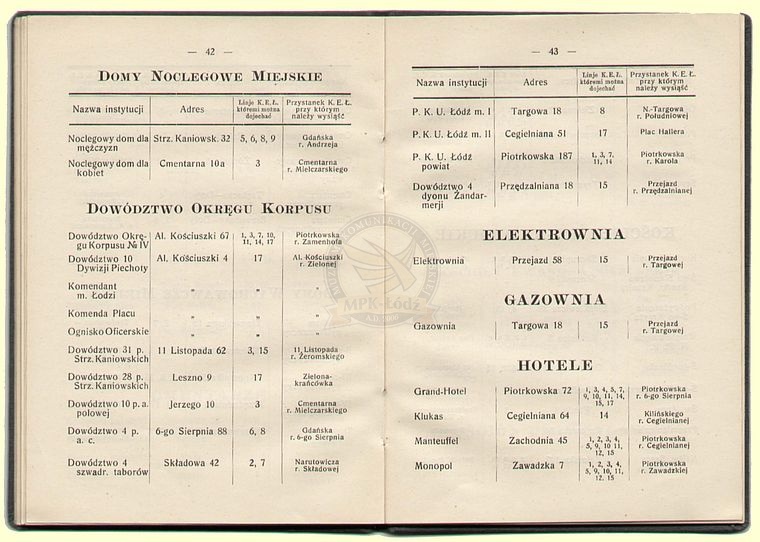 — 42 —
Domy Noclegowe Miejskie
Nazwa instytucji Adres Linje K. E. Ł. któremi można dojechać Przystanek K. E. Ł. przy którym należy wysiąść
Noclegowy dom dla mężczyzn Strz. Kaniowsk. 32 5, 6, 8, 9 Gdańska r. Andrzeja
Noclegowy dom dla kobiet Cmentarna 10a 3 Cmentarna r. Mielczarskiego
Dowództwo Okręgu Korpusu
Dowództwo Okrę-gu Korpusu № IV Al. Kościuszki 67 1, 3, 7, 10, 11, 14, 17 Piotrkowska r. Zamenhofa
Dowództwo 10 Dywizji Piechoty Al. Kościuszki 4 17 Al. Kościuszki r. Zielonej
Komendant m. Łodzi „ „ „
Komenda Placu „ „ „
Ognisko Oficerskie „ „ „
Dowództwo 31 p. Strz. Kaniowskich 11 Listopada 62 3, 15 11 Listopada r. Żeromskiego
Dowództwo 28 p. Strz. Kaniowskich Leszno 9 17 Zielona-krańcówka
Dowództwo 10 p. a. polowej Jerzego 10 3 Cmentarna r. Mielczarskiego
Dowództwo 4 p. a. c. 6-go Sierpnia 88 6, 8 Gdańska r. 6-go Sierpnia
Dowództwo 4 szwadr. taborów Składowa 42 2, 7 Narutowicza r. Składowej
— 43 —
Nazwa instytucji Adres Linje K. E. Ł. któremi można dojechać Przystanek K. E. Ł. przy którym należy wysiąść
P. K. U. Łódź m. I Targowa 18 8 N.-Targowa r. Południowej
P. K. U. Łódź m. II Cegielniana 51 17 Plac Hallera
P. K. U. Łódź powiat Piotrkowska 187 1, 3, 7, 11, 14 Piotrkowska r. Karola
Dowództwo 4 dyonu Żandar-merji Przędzalniana 18 15 Przejazd r. Przędzalnianej
ELEKTROWNIA
Elektrownia Przejazd 58 15 Przejazd r. Targowej
GAZOWNIA
Gazownia Targowa 18 15 Przejazd r. Targowej
HOTELE
Grand-Hotel Piotrkowska 72 1, 3, 4, 5, 7, 9, 10, 11, 14, 15, 17 Piotrkowska r. 6-go Sierpnia
Klukas Cegielniana 64 14 Kilińskiego r. Cegielnianej
Manteuffel Zachodnia 45 1, 2, 3, 4, 5, 9, 10 11, 12, 15 Piotrkowska r. Cegielnianej
Monopol Zawadzka 7 1, 2, 3, 4, 5, 9, 10, 11, 12. 15 Piotrkowska r. Zawadzkiej
MPK-Łódź